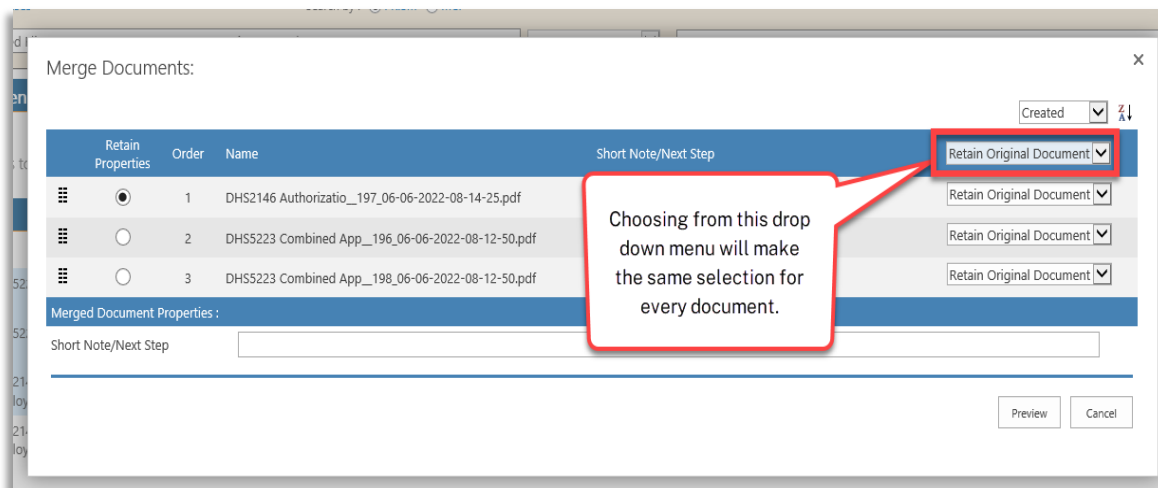 Merge Documents:
x
Created
Retain Properties Order Name Short Note/Next Step Retain Original Document
1 DHS2146 Authorizatio__197_06-06-2022-08-14-25.pdf Retain Original Document
2 DHS5223 Combined App__196_06-06-2022-08-12-50.pdf Retain Original Document
3 DHS5223 Combined App__198_06-06-2022-08-12-50.pdf Retain Original Document
Choosing from this drop
down menu will make
the same selection for
every document.
Merged Document Properties :
Short Note/Next Step
Preview Cancel